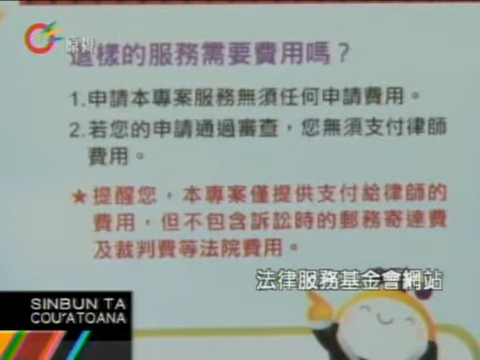 原視
這樣的服務需要費用嗎？
1.申請本專案服務無須任何申請費用。
2.若您的申請通過審查，您無須支付律師
費用。
★提醒您，本專案僅提供支付給律師的
費用，但不包含訴訟時的郵務寄達費
及裁判費等法院費用。
法律服務基金會網站
SINBUN TA
COU'ATOANA